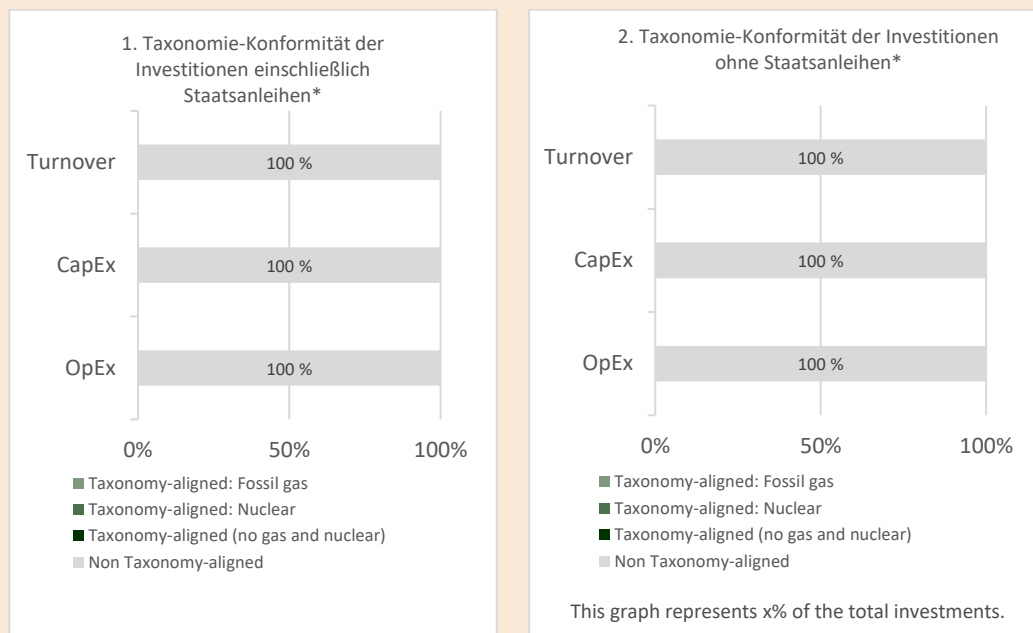 1. Taxonomie-Konformität der
Investitionen einschließlich
Staatsanleihen*
Turnover
100 %
CapEx
100 %
OpEx
100 %
0%
50%
100%
Taxonomy-aligned: Fossil gas
Taxonomy-aligned: Nuclear
Taxonomy-aligned (no gas and nuclear)
Non Taxonomy-aligned
2. Taxonomie-Konformität der Investitionen
ohne Staatsanleihen*
Turnover
100 %
CapEx
100 %
OpEx
100 %
0%
50%
100%
Taxonomy-aligned: Fossil gas
Taxonomy-aligned: Nuclear
Taxonomy-aligned (no gas and nuclear)
Non Taxonomy-aligned
This graph represents x% of the total investments.